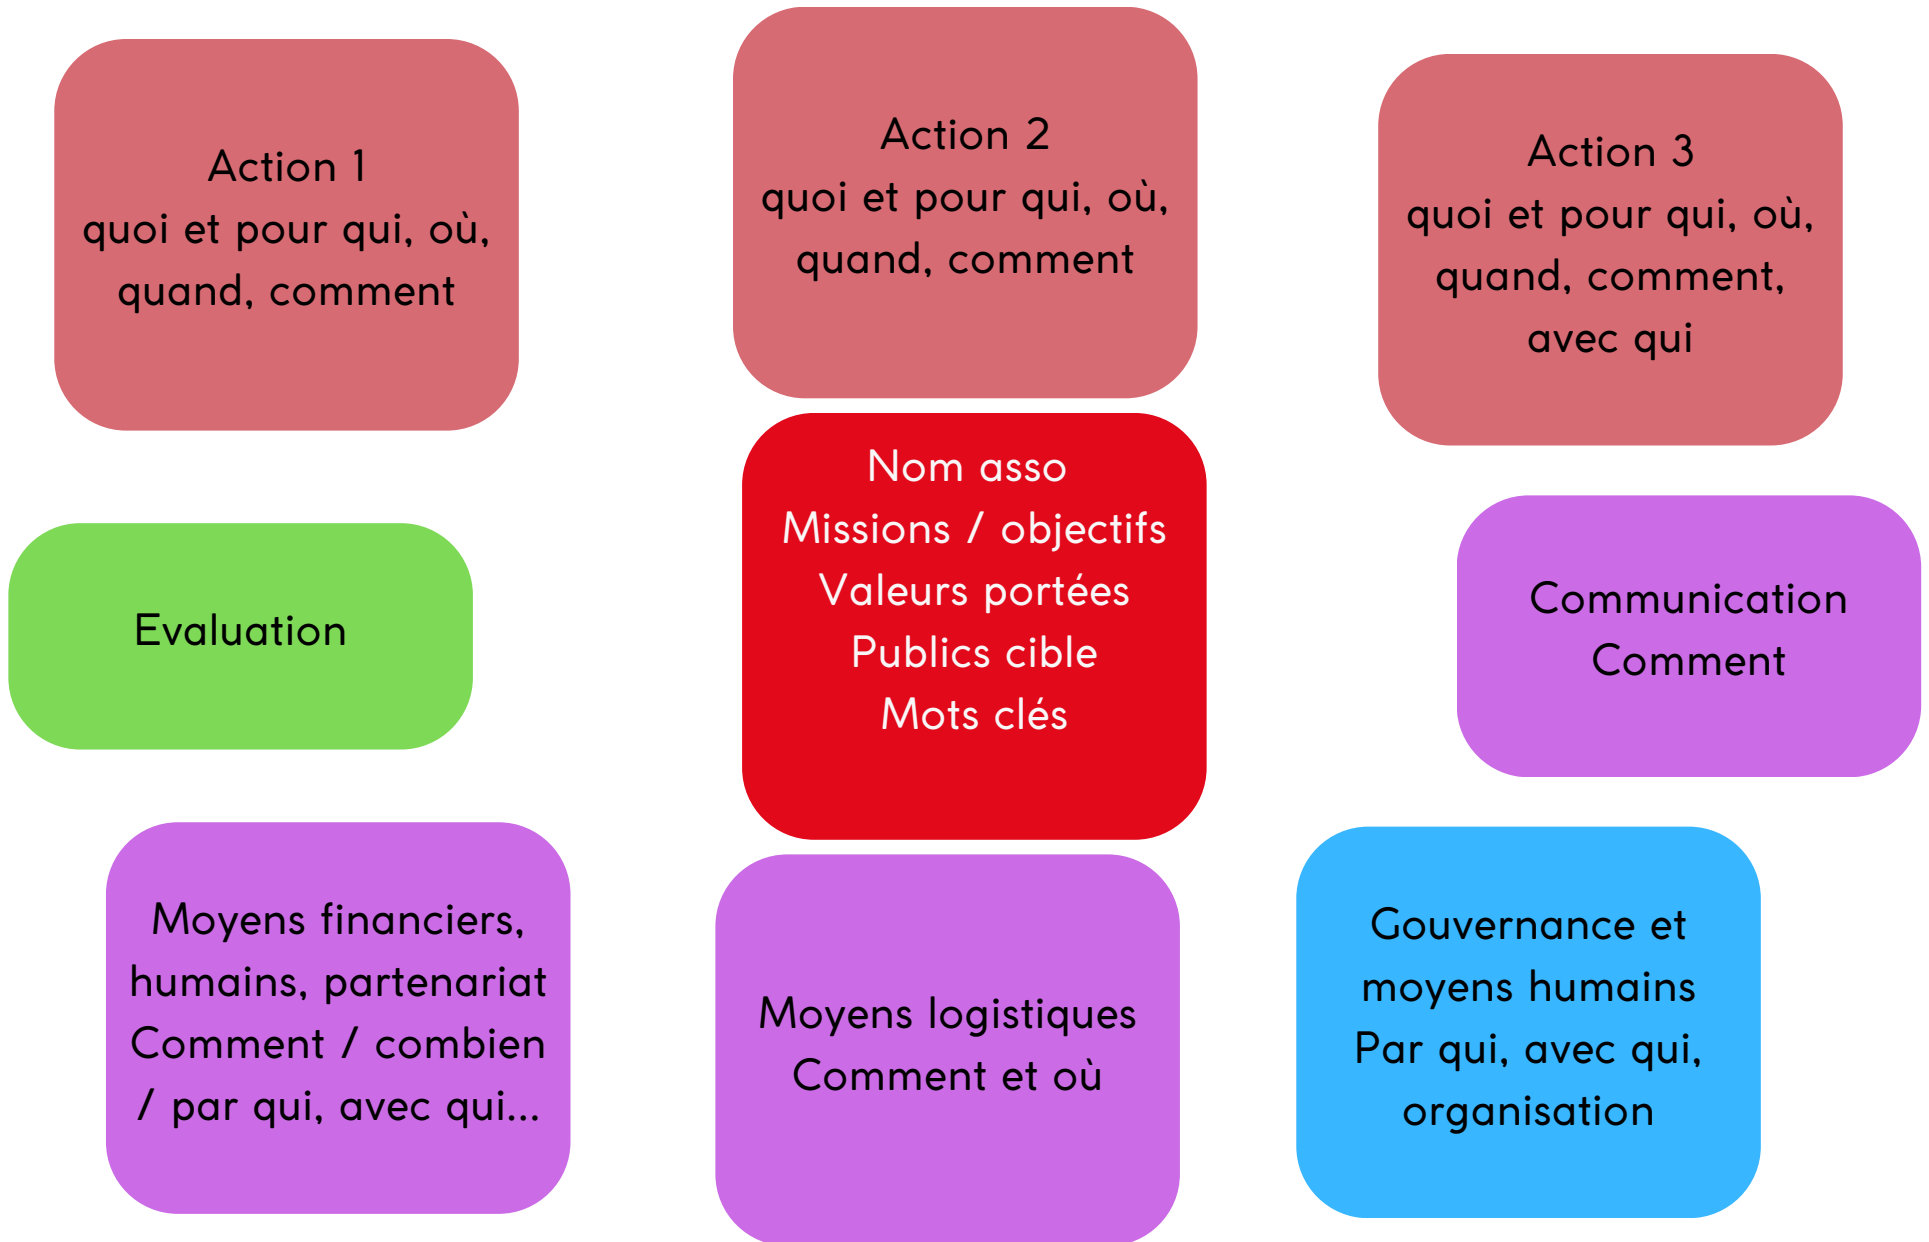 Action 1
quoi et pour qui, où,
quand, comment
Action 2
quoi et pour qui, où,
quand, comment
Action 3
quoi et pour qui, où,
quand, comment,
avec qui
Evaluation
Nom asso
Missions / objectifs
Valeurs portées
Publics cible
Mots clés
Communication
Comment
Moyens financiers,
humains, partenariat
Comment / combien
/ par qui, avec qui...
Moyens logistiques
Comment et où
Gouvernance et
moyens humains
Par qui, avec qui,
organisation